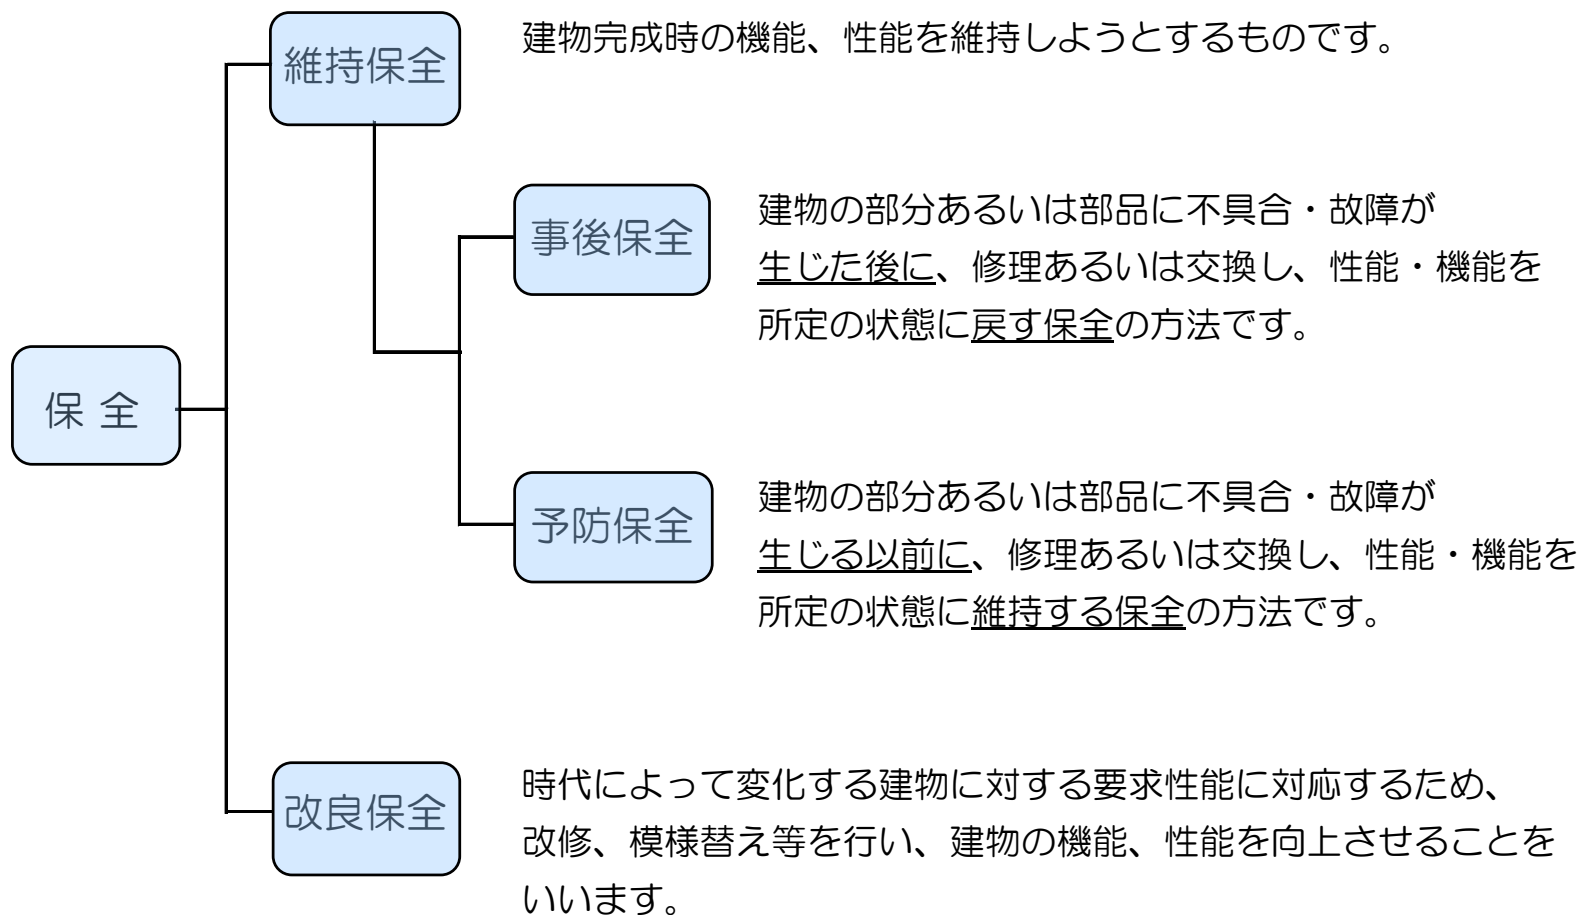 維持保全
建物完成時の機能、性能を維持しようとするものです。
事後保全
建物の部分あるいは部品に不具合・故障が
生じた後に、修理あるいは交換し、性能・機能を
所定の状態に戻す保全の方法です。
保 全
予防保全
建物の部分あるいは部品に不具合・故障が
生じる以前に、修理あるいは交換し、性能・機能を
所定の状態に維持する保全の方法です。
改良保全
時代によって変化する建物に対する要求性能に対応するため、
改修、模様替え等を行い、建物の機能、性能を向上させることを
いいます。